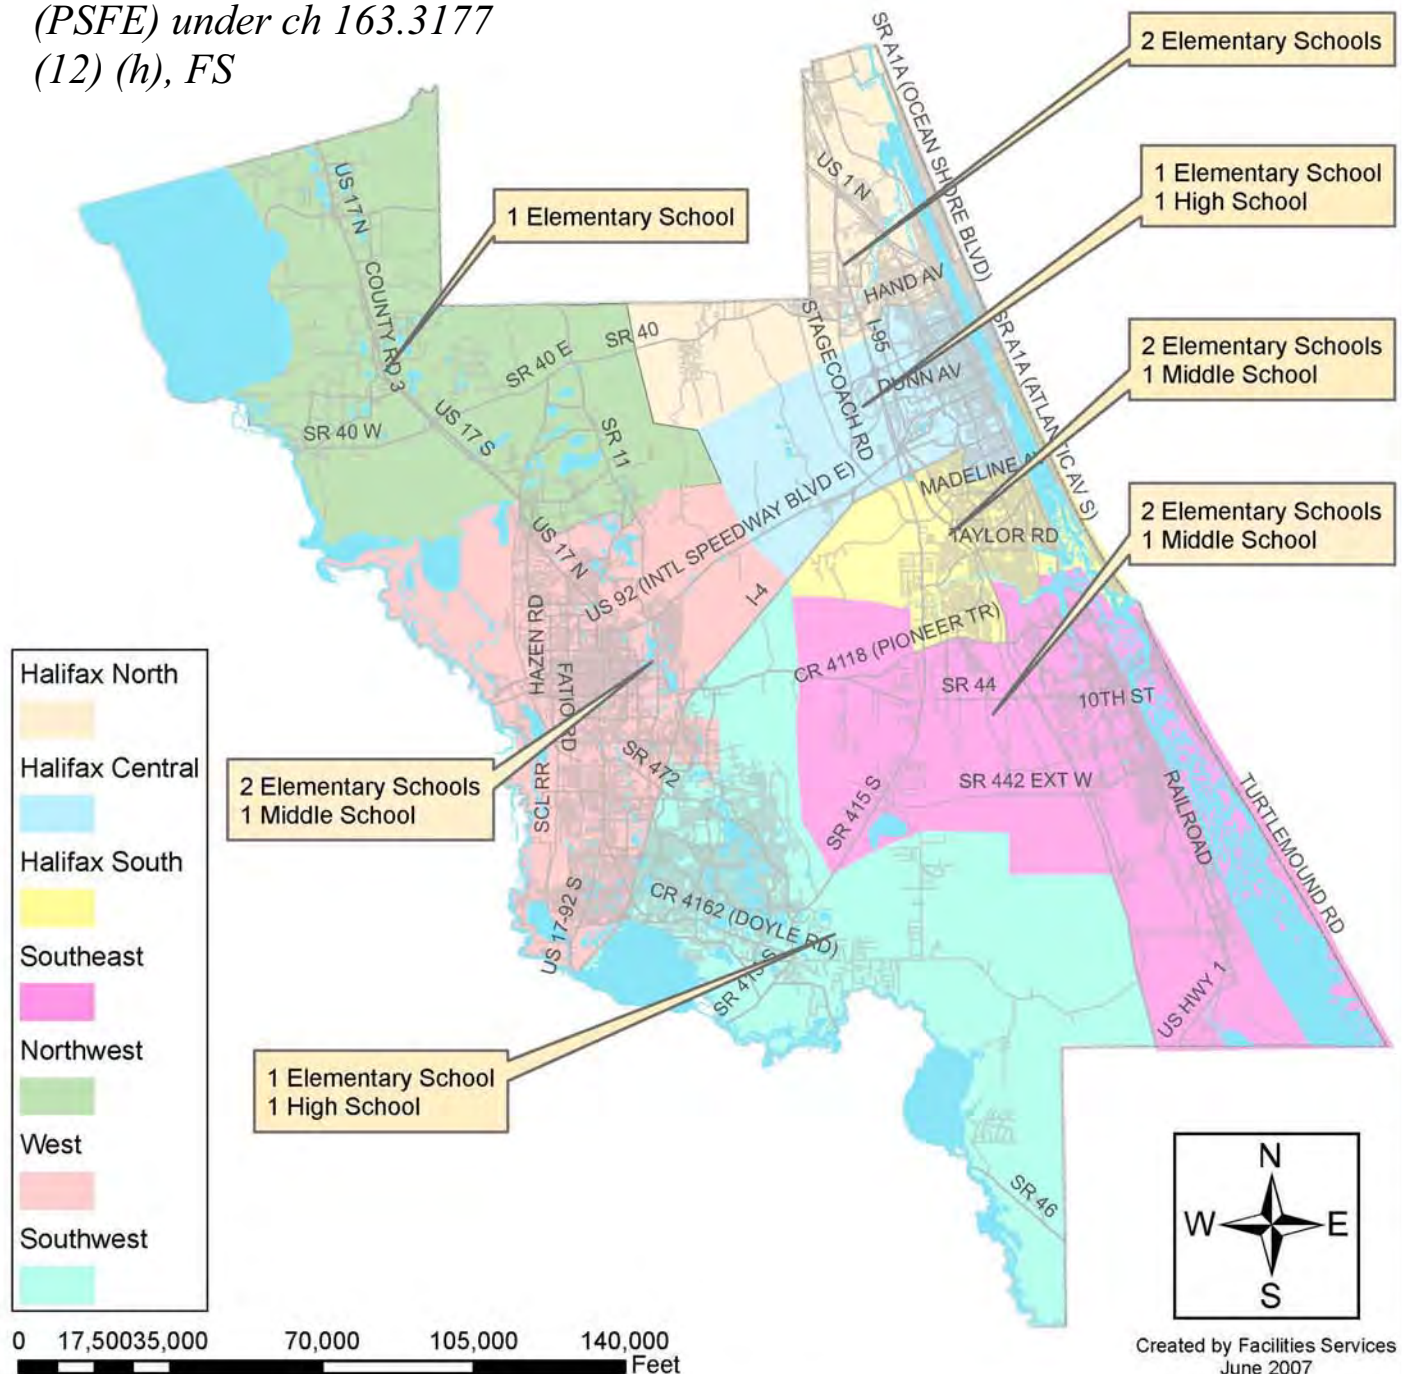 (PSFE) under ch 163.3177
(12) (h), FS
2 Elementary Schools
SR A1A (OCEAN SHORE BLVD)
US 1 N
1 Elementary School
1 High School
US 17 N
1 Elementary School
HAND AV
COUNTY RD 3
STAGECOACH RD
I-95
SR A1A (ATLANTIC AV S)
SR 40
SR 40 E
2 Elementary Schools
1 Middle School
DUNN AV
US 17 S
SR 40 W
SR 11
MADELINE AV
US 92 (INTL SPEEDWAY BLVD E)
2 Elementary Schools
1 Middle School
TAYLOR RD
US 17 N
I-4
HAZEN RD
FATIO RD
CR 4118 (PIONEER TR)
SR 44
10TH ST
Halifax North
Halifax Central
Halifax South
Southeast
Northwest
West
Southwest
2 Elementary Schools
1 Middle School
SR 472
SCL RR
SR 415 S
SR 442 EXT W
RAILROAD
TURTLEMOUND RD
US 17-92 S
CR 4162 (DOYLE RD)
SR 415 S
US HWY 1
1 Elementary School
1 High School
SR 46
N
W E
S
0 17,500 35,000 70,000 105,000 140,000
Feet
Created by Facilities Services
June 2007